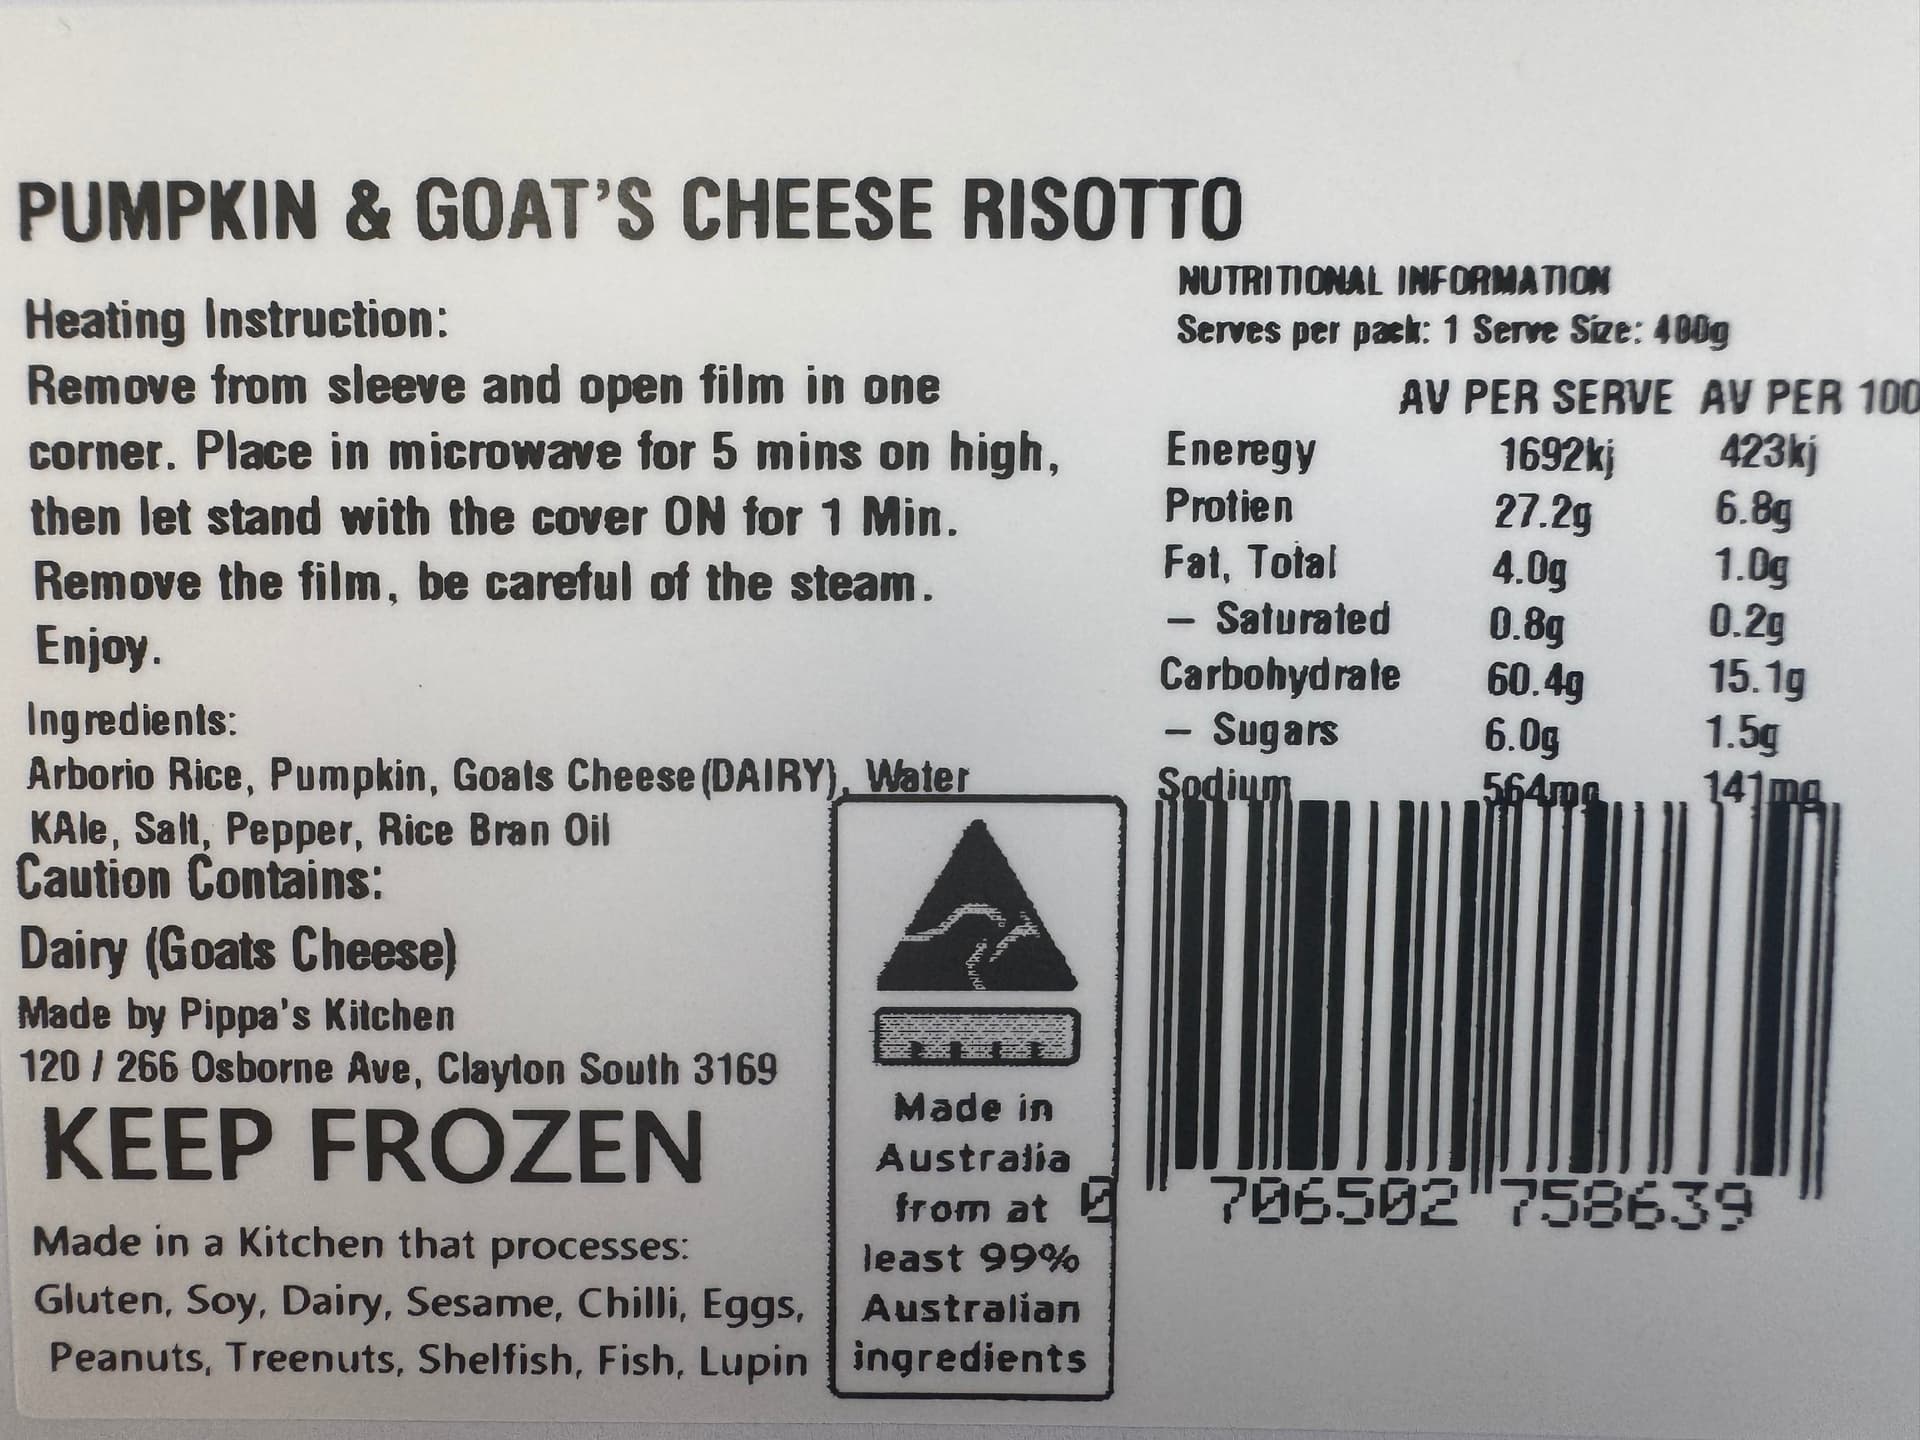 PUMPKIN & GOAT'S CHEESE RISOTTO
Heating Instruction:
Remove from sleeve and open film in one
corner. Place in microwave for 5 mins on high,
then let stand with the cover ON for 1 Min.
Remove the film, be careful of the steam.
Enjoy.
Ingredients:
Arborio Rice, Pumpkin, Goats Cheese(DAIRY), Water
KAle, Salt, Pepper, Rice Bran Oil
Caution Contains:
Dairy (Goats Cheese)
Made by Pippa's Kitchen
120 / 266 Osborne Ave, Clayton South 3169
KEEP FROZEN
Made in a Kitchen that processes:
Gluten, Soy, Dairy, Sesame, Chilli, Eggs,
Peanuts, Treenuts, Shelfish, Fish, Lupin
Made in
Australia
from at
least 99%
Australian
ingredients
NUTRITIONAL INFORMATION
Serves per pack: 1 Serve Size: 400g
AV PER SERVE AV PER 100
Eneregy 1692kj 423kj
Protien 27.2g 6.8g
Fat, Total 4.0g 1.0g
– Saturated 0.8g 0.2g
Carbohydrate 60.4g 15.1g
– Sugars 6.0g 1.5g
Sodium 564mg 141mg
0 706502 758639